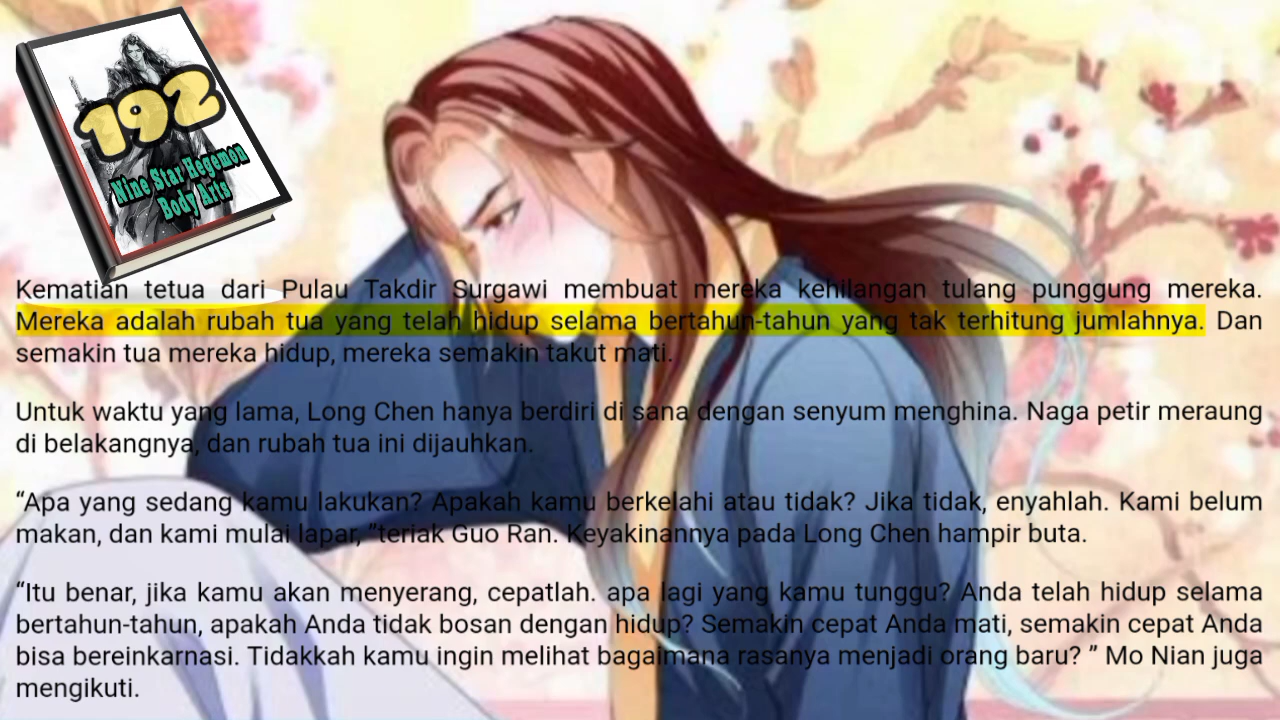 192
Nine Star Hegemon
Body Arts
Kematian tetua dari Pulau Takdir Surgawi membuat mereka kehilangan tulang punggung mereka.
Mereka adalah rubah tua yang telah hidup selama bertahun-tahun yang tak terhitung jumlahnya. Dan
semakin tua mereka hidup, mereka semakin takut mati.
Untuk waktu yang lama, Long Chen hanya berdiri di sana dengan senyum menghina. Naga petir meraung
di belakangnya, dan rubah tua ini dijauhkan.
“Apa yang sedang kamu lakukan? Apakah kamu berkelahi atau tidak? Jika tidak, enyahlah. Kami belum
makan, dan kami mulai lapar, ”teriak Guo Ran. Keyakinannya pada Long Chen hampir buta.
“Itu benar, jika kamu akan menyerang, cepatlah. apa lagi yang kamu tunggu? Anda telah hidup selama
bertahun-tahun, apakah Anda tidak bosan dengan hidup? Semakin cepat Anda mati, semakin cepat Anda
bisa bereinkarnasi. Tidakkah kamu ingin melihat bagaimana rasanya menjadi orang baru? ” Mo Nian juga
mengikuti.